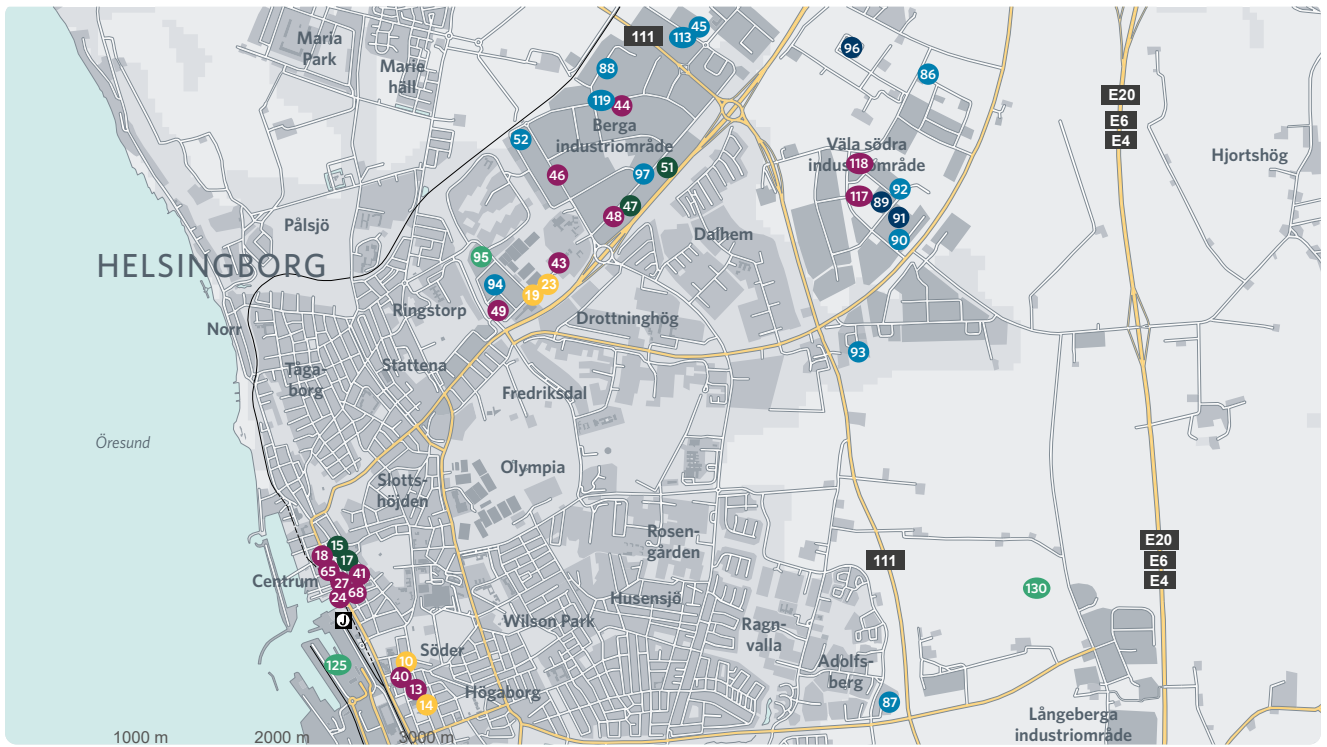 Maria
Park
Marie
häll
111
113
45
96
86
88
119
44
Berga
industriområde
52
46
97
51
47
48
E20
E6
E4
Väla södra
industriområde
118
117
89
92
91
90
Hjortshög
Pålsjö
HELSINGBORG
Dalhem
95
43
94
23
19
49
Ringstorp
Drottninghög
Norr
93
Tåga-
borg
Stattena
Fredriksdal
Öresund
Slotts-
höjden
Olympia
Rosen-
gården
15
18
17
65
41
27
24
68
Centrum
J
111
E20
E6
E4
130
Husensjö
Wilson Park
Ragn-
valla
125
10
Söder
40
13
14
Högaborg
Adolfs-
berg
87
Långeberga
industriområde
1000 m
2000 m
3000 m